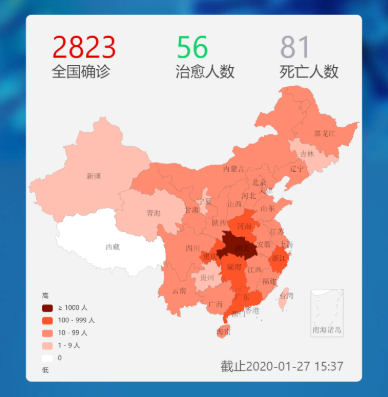 2823
56
81
全国确诊
治愈人数
死亡人数
黑龙江
吉林
辽宁
内蒙古
北京
新疆
河北
山西
山东
宁夏
青海
甘肃
陕西
河南
江苏
西藏
安徽
上海
四川
重庆
湖北
浙江
湖南
江西
贵州
福建
云南
广西
广东
台湾
香港
澳门
海南
南海诸岛
高
≥ 1000 人
100 - 999 人
10 - 99 人
1 - 9 人
0
低
截止2020-01-27 15:37